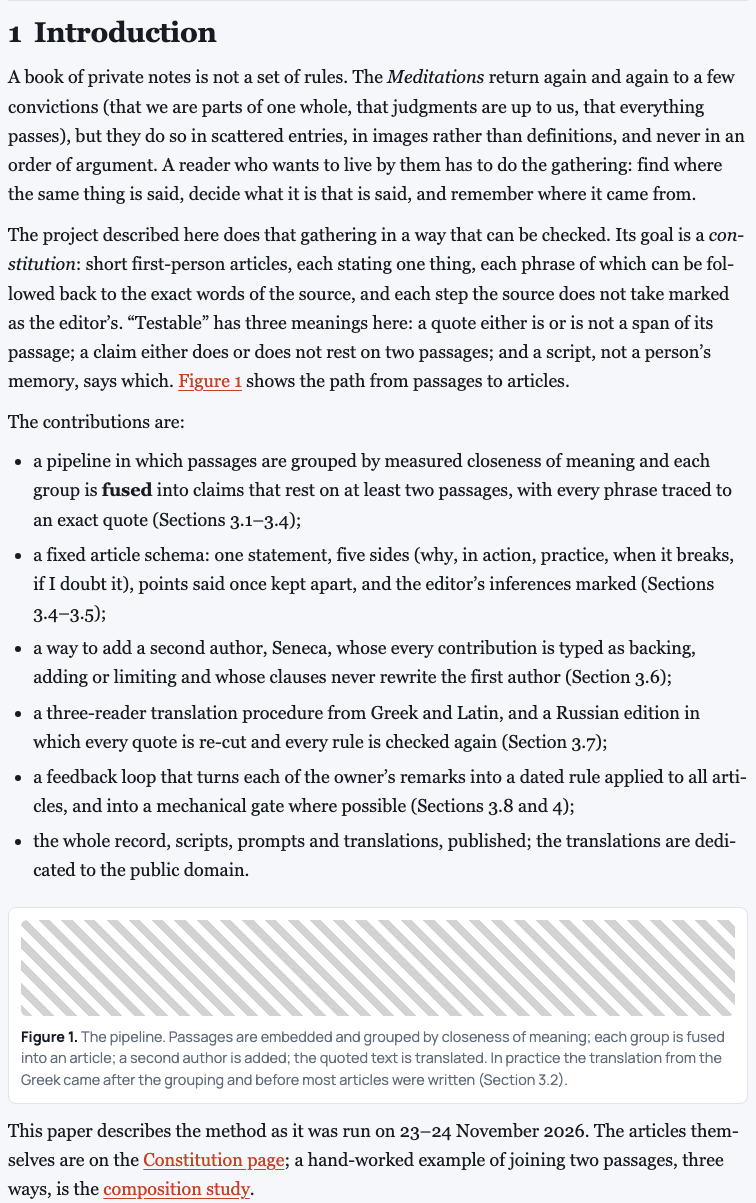 1 Introduction
A book of private notes is not a set of rules. The Meditations return again and again to a few
convictions (that we are parts of one whole, that judgments are up to us, that everything
passes), but they do so in scattered entries, in images rather than definitions, and never in an
order of argument. A reader who wants to live by them has to do the gathering: find where
the same thing is said, decide what it is that is said, and remember where it came from.
The project described here does that gathering in a way that can be checked. Its goal is a con-
stitution: short first-person articles, each stating one thing, each phrase of which can be fol-
lowed back to the exact words of the source, and each step the source does not take marked
as the editor’s. “Testable” has three meanings here: a quote either is or is not a span of its
passage; a claim either does or does not rest on two passages; and a script, not a person’s
memory, says which. Figure 1 shows the path from passages to articles.
The contributions are:
• a pipeline in which passages are grouped by measured closeness of meaning and each
group is fused into claims that rest on at least two passages, with every phrase traced to
an exact quote (Sections 3.1–3.4);
• a fixed article schema: one statement, five sides (why, in action, practice, when it breaks,
if I doubt it), points said once kept apart, and the editor’s inferences marked (Sections
3.4–3.5);
• a way to add a second author, Seneca, whose every contribution is typed as backing,
adding or limiting and whose clauses never rewrite the first author (Section 3.6);
• a three-reader translation procedure from Greek and Latin, and a Russian edition in
which every quote is re-cut and every rule is checked again (Section 3.7);
• a feedback loop that turns each of the owner’s remarks into a dated rule applied to all arti-
cles, and into a mechanical gate where possible (Sections 3.8 and 4);
• the whole record, scripts, prompts and translations, published; the translations are dedi-
cated to the public domain.
Figure 1. The pipeline. Passages are embedded and grouped by closeness of meaning; each group is fused
into an article; a second author is added; the quoted text is translated. In practice the translation from the
Greek came after the grouping and before most articles were written (Section 3.2).
This paper describes the method as it was run on 23–24 November 2026. The articles them-
selves are on the Constitution page; a hand-worked example of joining two passages, three
ways, is the composition study.